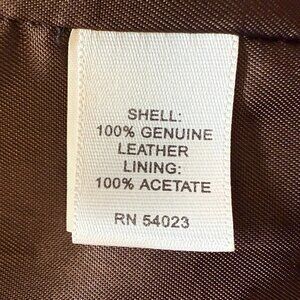 SHELL:
100% GENUINE
LEATHER
LINING:
100% ACETATE
RN 54023